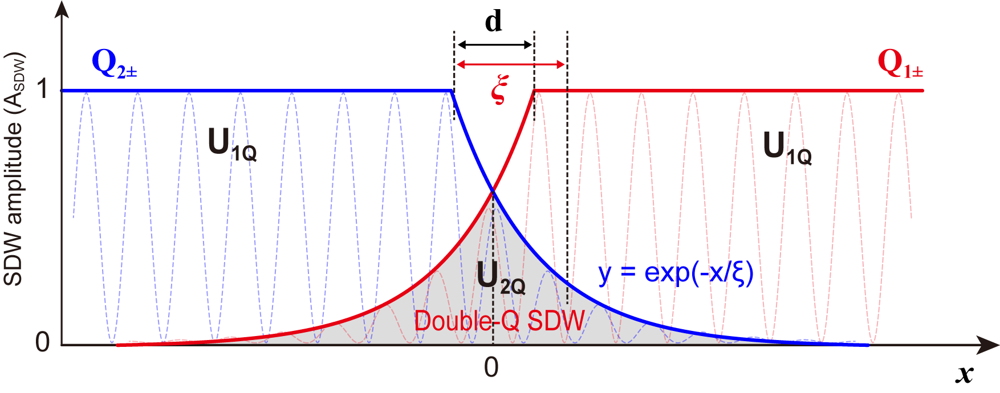 d
Q2±
Q1±
ξ
1
U1Q
U1Q
SDW amplitude (ASDW)
y = exp(-x/ξ)
U2Q
Double-Q SDW
0
0
x